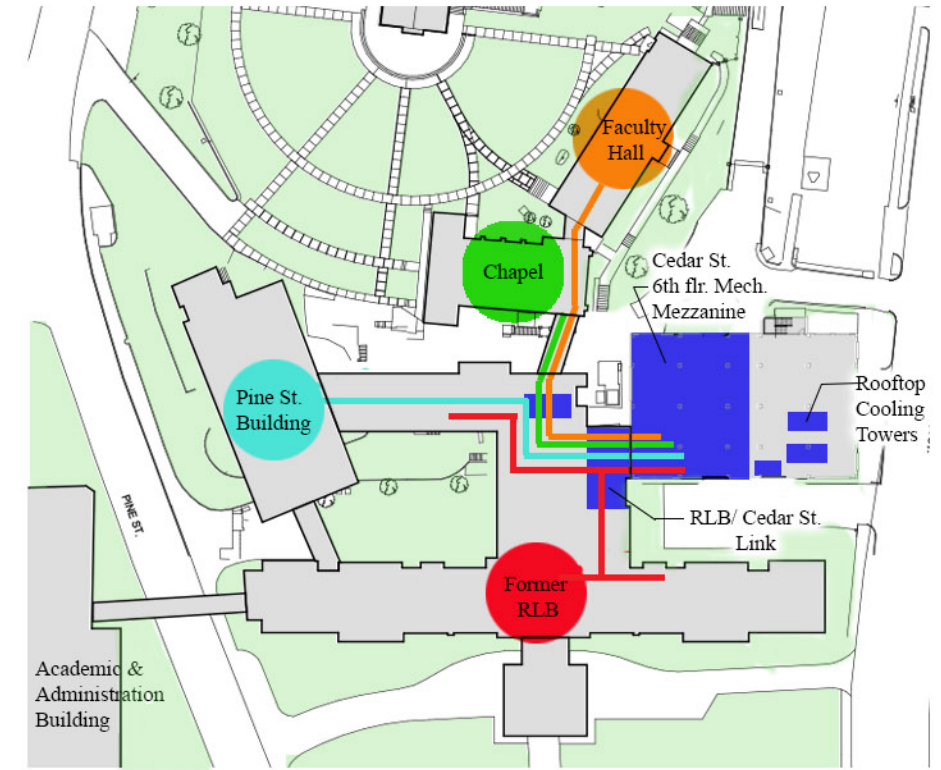 Faculty
Hall
Chapel
Cedar St.
6th flr. Mech.
Mezzanine
Pine St.
Building
Rooftop
Cooling
Towers
PINE ST.
RLB/ Cedar St.
Link
Former
RLB
Academic &
Administration
Building